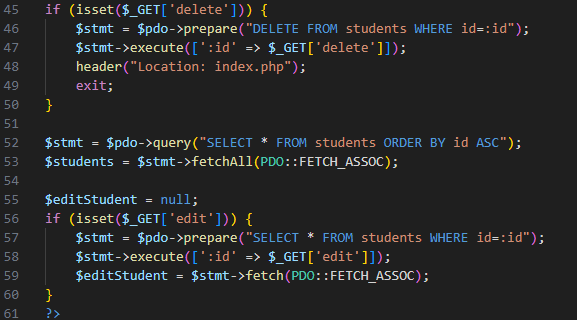 45 if (isset($_GET['delete'])) {
46     $stmt = $pdo->prepare("DELETE FROM students WHERE id=:id");
47     $stmt->execute([':id' => $_GET['delete']]);
48     header("Location: index.php");
49     exit;
50 }
51
52 $stmt = $pdo->query("SELECT * FROM students ORDER BY id ASC");
53 $students = $stmt->fetchAll(PDO::FETCH_ASSOC);
54
55 $editStudent = null;
56 if (isset($_GET['edit'])) {
57     $stmt = $pdo->prepare("SELECT * FROM students WHERE id=:id");
58     $stmt->execute([':id' => $_GET['edit']]);
59     $editStudent = $stmt->fetch(PDO::FETCH_ASSOC);
60 }
61 ?>